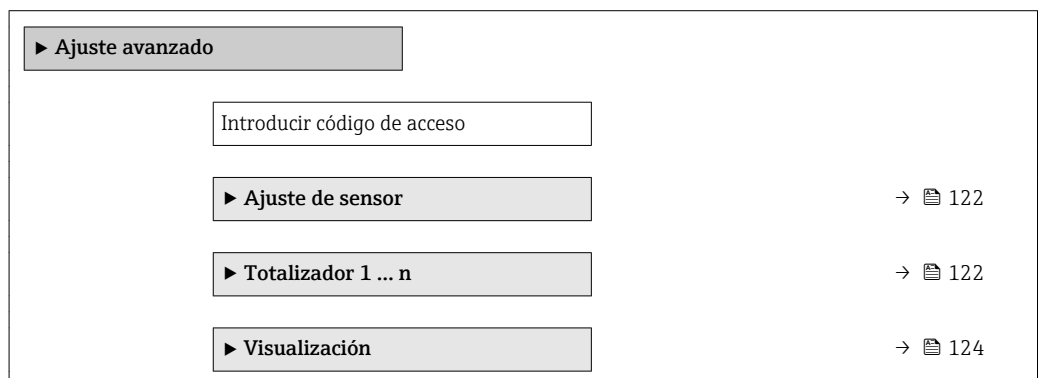 ▶ Ajuste avanzado
Introducir código de acceso
▶ Ajuste de sensor → 122
▶ Totalizador 1 … n → 122
▶ Visualización → 124